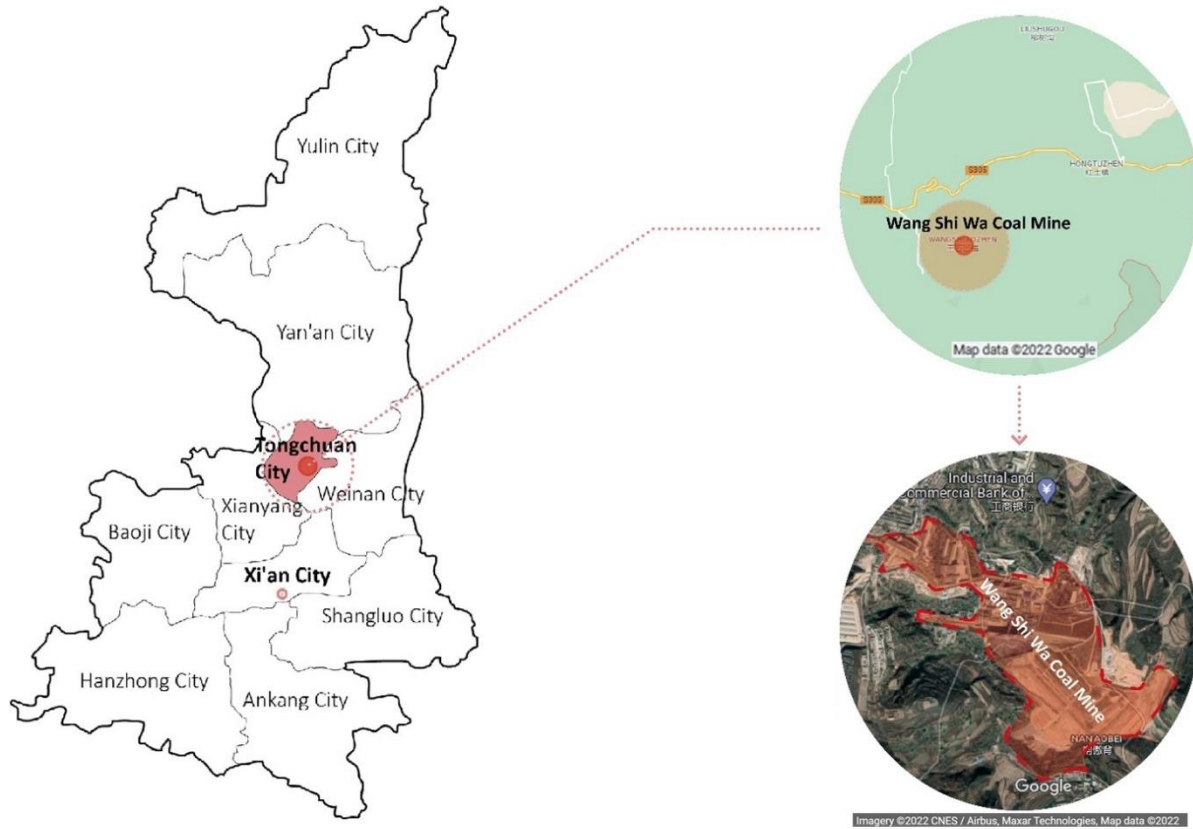 Yulin City
Yan'an City
Tongchuan
City
Weinan City
Xianyang
City
Baoji City
Xi'an City
Shangluo City
Hanzhong City
Ankang City
LIUSHUGOU
S305
HONGTUZHEN
红土镇
S305
Wang Shi Wa Coal Mine
Map data ©2022 Google
Industrial and
Commercial Bank of...
工商银行
Wang Shi Wa Coal Mine
NANAOBEI
Google
Imagery ©2022 CNES / Airbus, Maxar Technologies, Map data ©2022